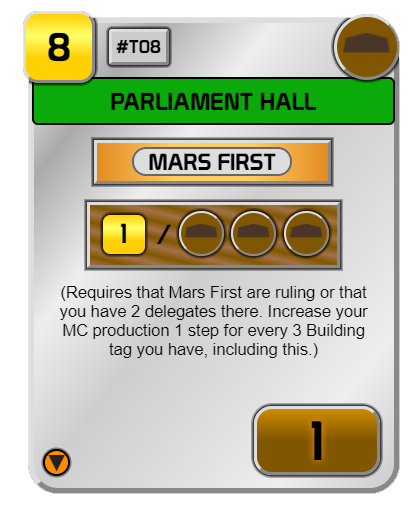 8
#T08
PARLIAMENT HALL
MARS FIRST
1 /
(Requires that Mars First are ruling or that
you have 2 delegates there. Increase your
MC production 1 step for every 3 Building
tag you have, including this.)
1